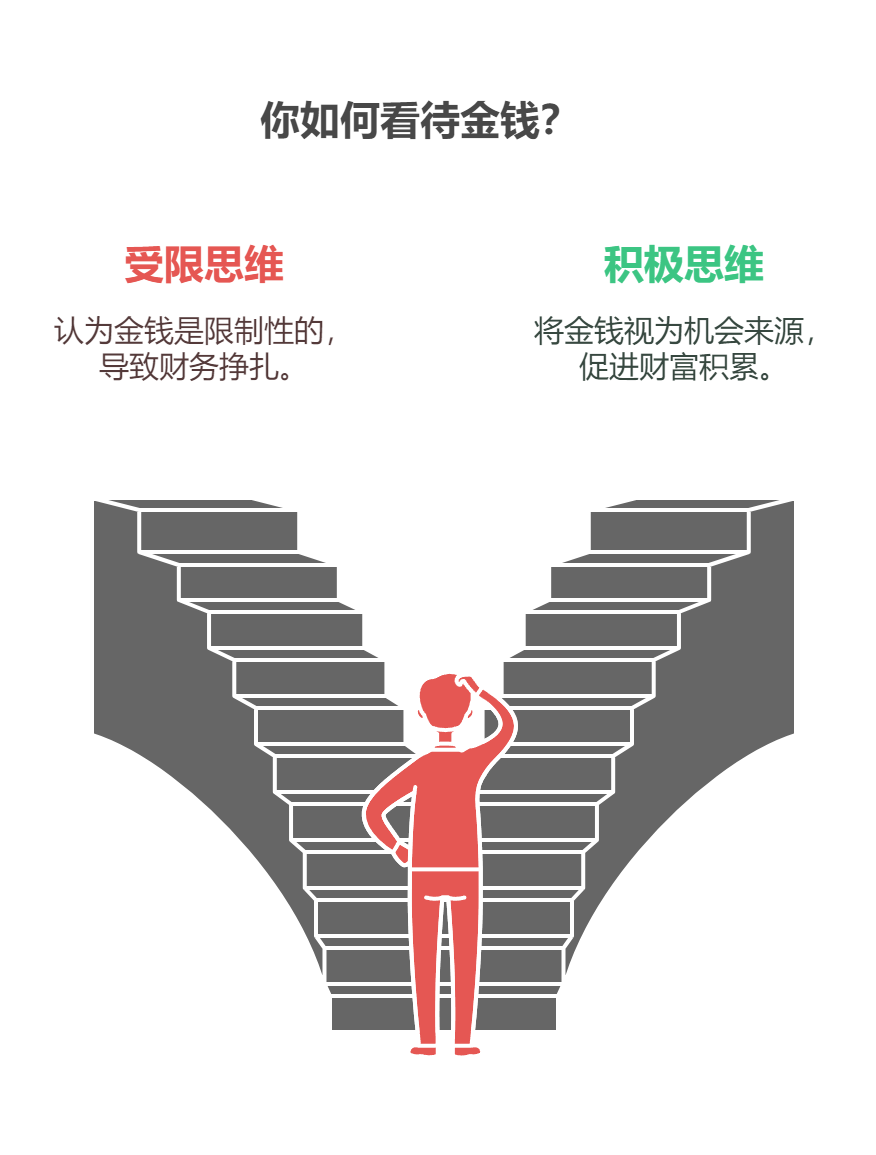 你如何看待金钱？
受限思维
认为金钱是限制性的，
导致财务挣扎。
积极思维
将金钱视为机会来源，
促进财富积累。